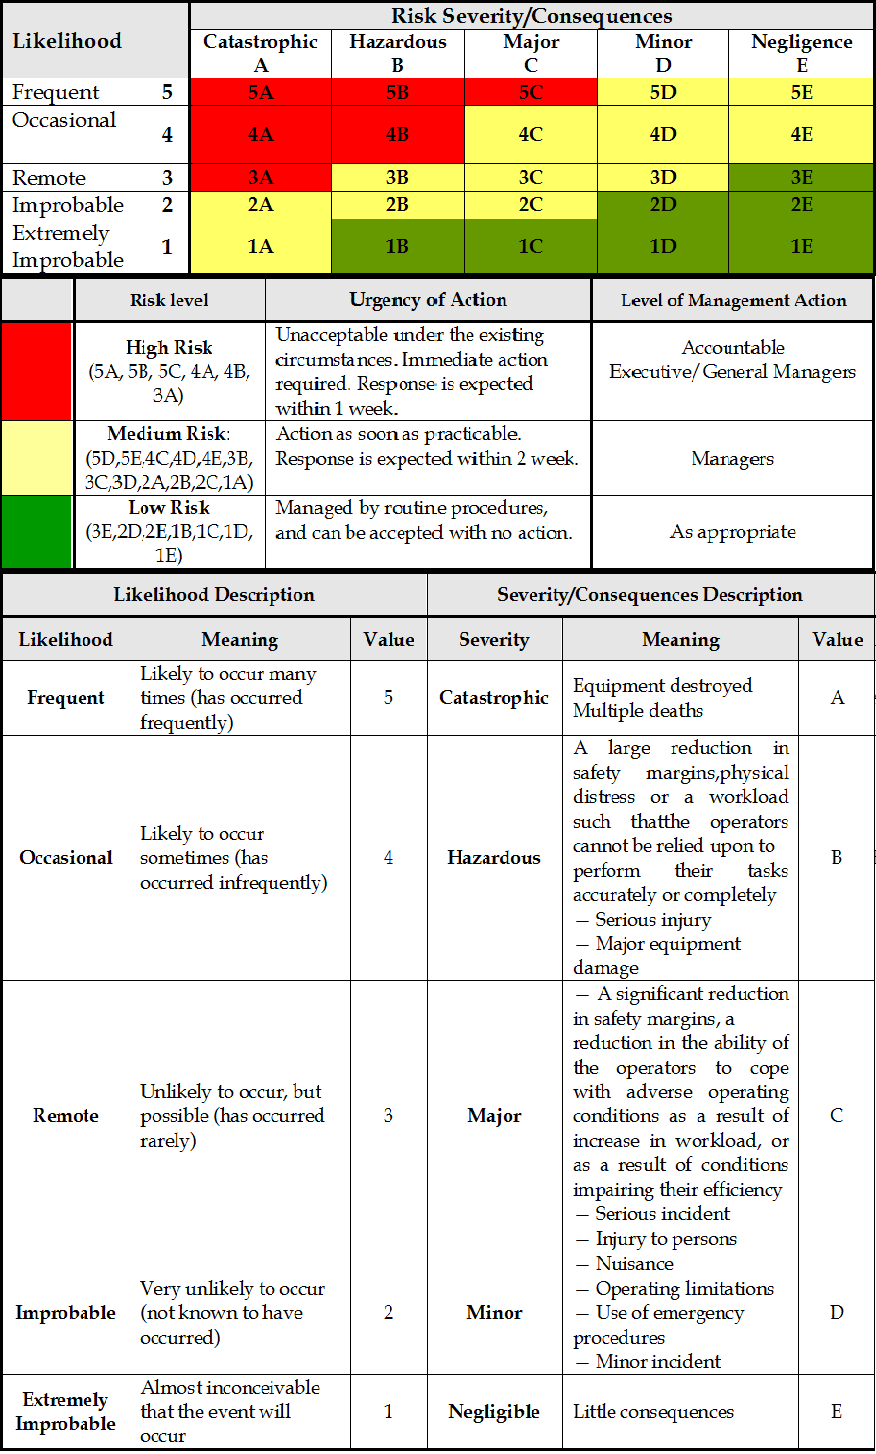 Likelihood
Risk Severity/Consequences
Catastrophic A
Hazardous B
Major C
Minor D
Negligence E
Frequent 5 5A 5B 5C 5D 5E
Occasional 4 4A 4B 4C 4D 4E
Remote 3 3A 3B 3C 3D 3E
Improbable 2 2A 2B 2C 2D 2E
Extremely
Improbable 1 1A 1B 1C 1D 1E
Risk level Urgency of Action Level of Management Action
High Risk
(5A, 5B, 5C, 4A, 4B,
3A)
Unacceptable under the existing
circumstances. Immediate action
required. Response is expected
within 1 week.
Accountable
Executive/ General Managers
Medium Risk:
(5D,5E,4C,4D,4E,3B,
3C,3D,2A,2B,2C,1A)
Action as soon as practicable.
Response is expected within 2 week.
Managers
Low Risk
(3E,2D,2E,1B,1C,1D,
1E)
Managed by routine procedures,
and can be accepted with no action.
As appropriate
Likelihood Description Severity/Consequences Description
Likelihood Meaning Value Severity Meaning Value
Frequent
Likely to occur many
times (has occurred
frequently)
5
Catastrophic
Equipment destroyed
Multiple deaths
A
Occasional
Likely to occur
sometimes (has
occurred infrequently)
4
Hazardous
A large reduction in
safety margins,physical
distress or a workload
such thatthe operators
cannot be relied upon to
perform their tasks
accurately or completely
— Serious injury
— Major equipment
damage
B
Remote
Unlikely to occur, but
possible (has occurred
rarely)
3
Major
— A significant reduction
in safety margins, a
reduction in the ability of
the operators to cope
with adverse operating
conditions as a result of
increase in workload, or
as a result of conditions
impairing their efficiency
— Serious incident
— Injury to persons
C
Improbable
Very unlikely to occur
(not known to have
occurred)
2
Minor
— Nuisance
— Operating limitations
— Use of emergency
procedures
— Minor incident
D
Extremely
Improbable
Almost inconceivable
that the event will
occur
1
Negligible
Little consequences
E